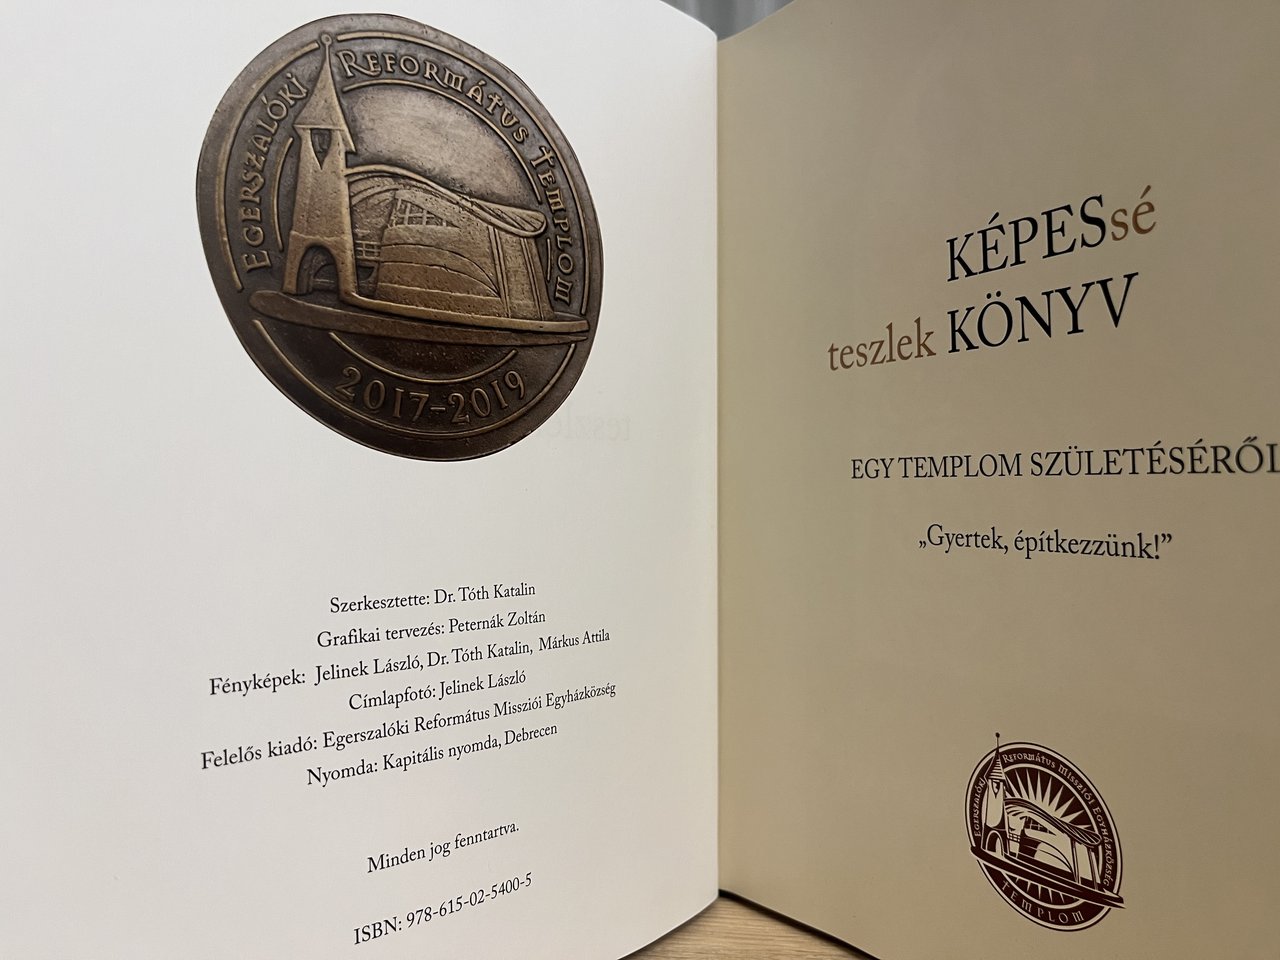 EGERSZALÓKI REFORMÁTUS TEMPLOM
2017-2019
Szerkesztette: Dr. Tóth Katalin
Grafikai tervezés: Peternák Zoltán
Fényképek: Jelinek László, Dr. Tóth Katalin, Márkus Attila
Címlapfotó: Jelinek László
Felelős kiadó: Egerszalóki Református Missziói Egyházközség
Nyomda: Kapitális nyomda, Debrecen
Minden jog fenntartva.
ISBN: 978-615-02-5400-5
KÉPESsé
teszlek KÖNYV
EGY TEMPLOM SZÜLETÉSÉRŐL
„Gyertek, építkezzünk!”
EGERSZALÓKI REFORMÁTUS MISSZIÓI EGYHÁZKÖZSÉG
TEMPLOM